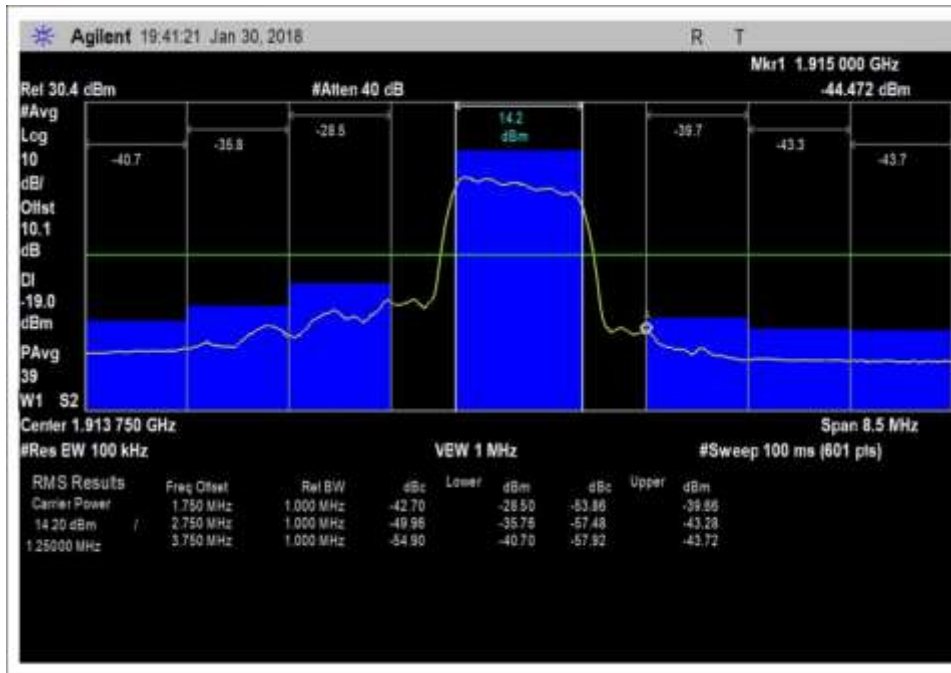 Agilent 19:41:21 Jan 30, 2018 R T
Mkr1 1.915 000 GHz
Ref 30.4 dBm #Atten 40 dB -44.472 dBm
#Avg
Log
10
dB/
Offst
10.1
dB
DI
-19.0
dBm
PAvg
39
W1 S2
-40.7 -35.8 -28.5 14.2 dBm -39.7 -43.3 -43.7
Center 1.913 750 GHz Span 8.5 MHz
#Res BW 100 kHz VBW 1 MHz #Sweep 100 ms (601 pts)
RMS Results Freq Offset Ref BW dBc Lower dBm dBc Upper dBm
Carrier Power 1.750 MHz 1.000 MHz -42.70 -28.50 -53.86 -39.66
14.20 dBm / 2.750 MHz 1.000 MHz -49.96 -35.76 -57.48 -43.28
1.25000 MHz 3.750 MHz 1.000 MHz -54.90 -40.70 -57.92 -43.72